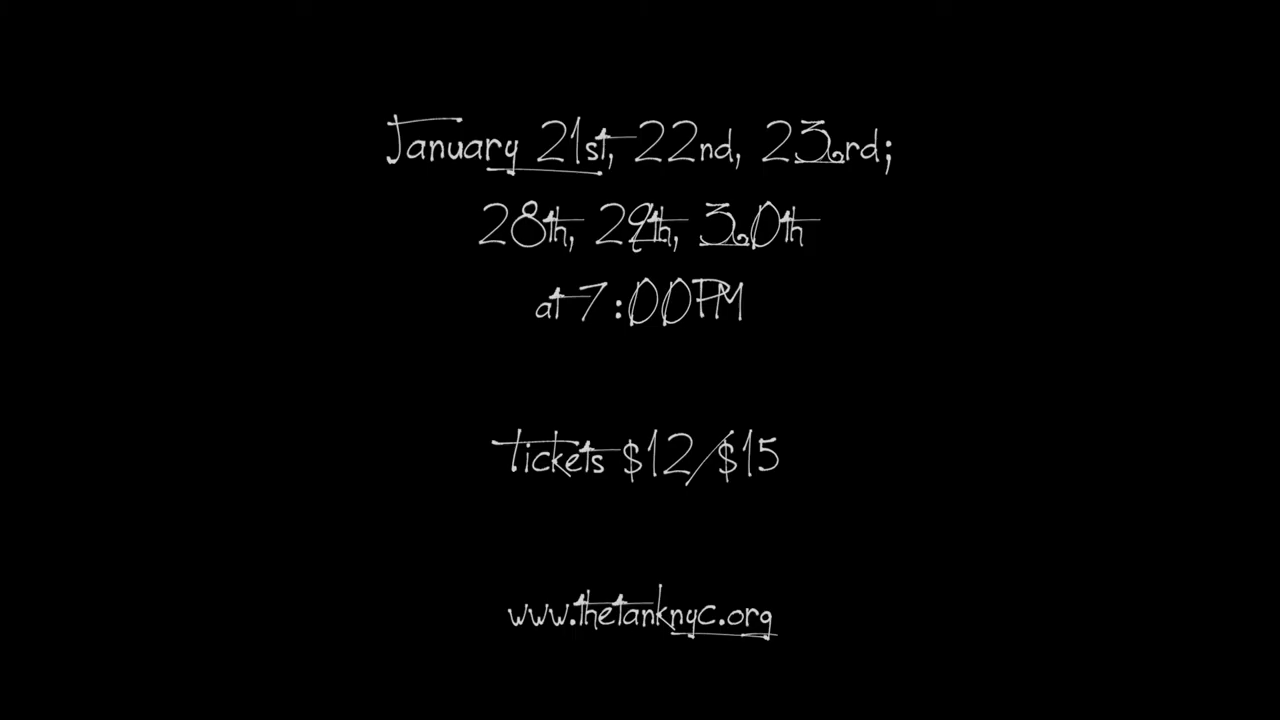 January 21st, 22nd, 23rd;
28th, 29th, 30th
at 7:00PM
Tickets $12/$15
www.thetanknyc.org